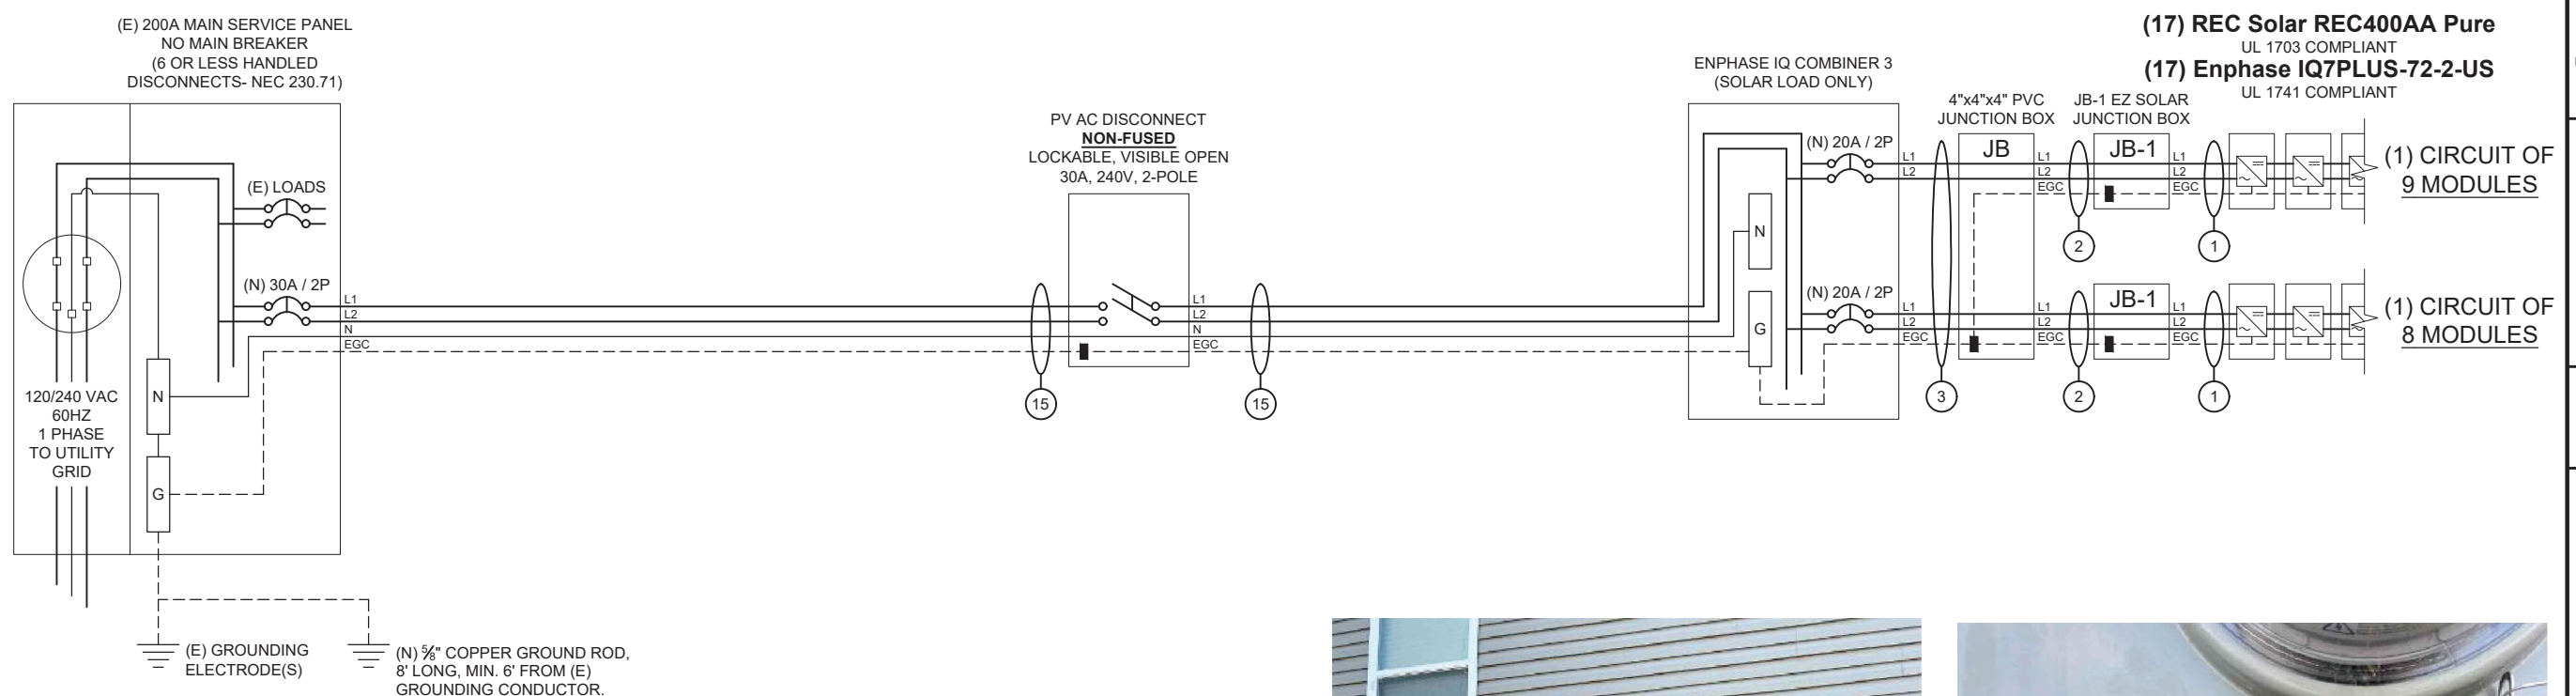 (E) 200A MAIN SERVICE PANEL
NO MAIN BREAKER
(6 OR LESS HANDLED
DISCONNECTS- NEC 230.71)
(E) LOADS
(N) 30A / 2P
L1
L2
N
EGC
N
G
120/240 VAC
60HZ
1 PHASE
TO UTILITY
GRID
(E) GROUNDING
ELECTRODE(S)
(N) ⅝" COPPER GROUND ROD,
8' LONG, MIN. 6' FROM (E)
GROUNDING CONDUCTOR.
PV AC DISCONNECT
NON-FUSED
LOCKABLE, VISIBLE OPEN
30A, 240V, 2-POLE
15
L1
L2
N
EGC
15
ENPHASE IQ COMBINER 3
(SOLAR LOAD ONLY)
N
G
(N) 20A / 2P
L1
L2
(N) 20A / 2P
L1
L2
EGC
3
(17) REC Solar REC400AA Pure
UL 1703 COMPLIANT
(17) Enphase IQ7PLUS-72-2-US
UL 1741 COMPLIANT
4"x4"x4" PVC
JUNCTION BOX
JB
JB-1 EZ SOLAR
JUNCTION BOX
L1
L2
EGC
2
JB-1
L1
L2
EGC
1
(1) CIRCUIT OF
9 MODULES
L1
L2
EGC
2
JB-1
L1
L2
EGC
1
(1) CIRCUIT OF
8 MODULES